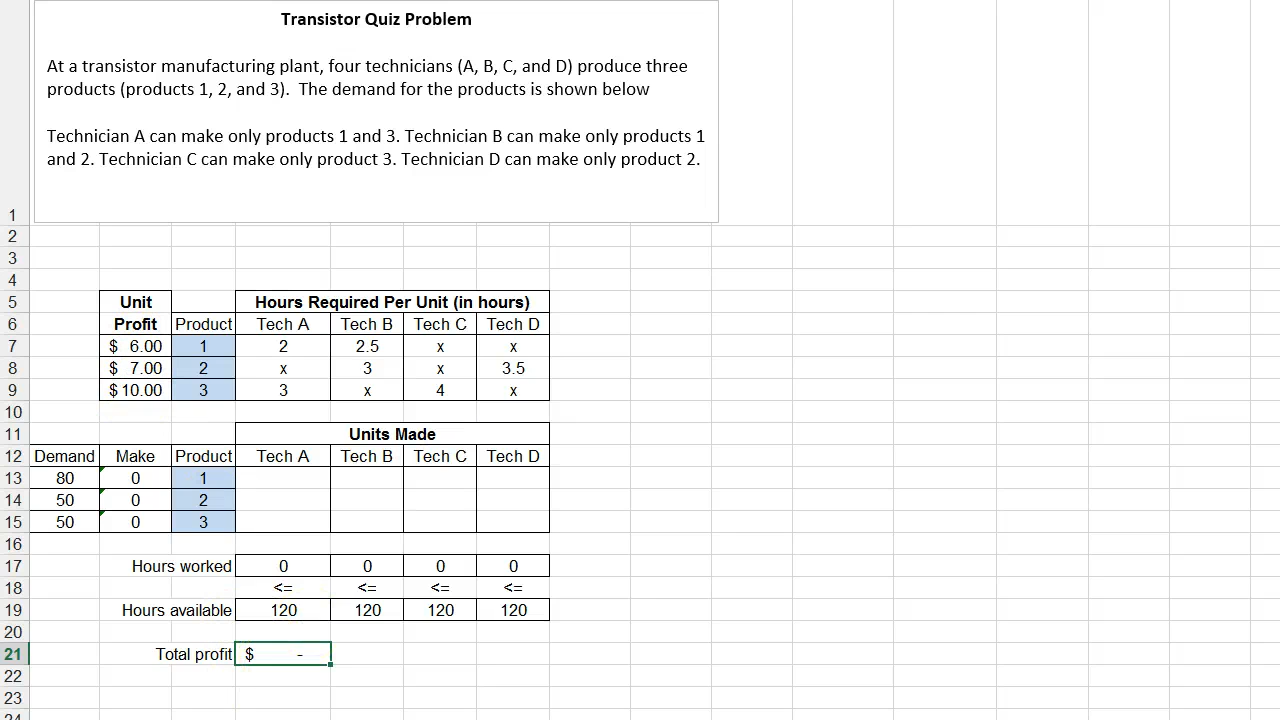 Transistor Quiz Problem
At a transistor manufacturing plant, four technicians (A, B, C, and D) produce three
products (products 1, 2, and 3).  The demand for the products is shown below
Technician A can make only products 1 and 3. Technician B can make only products 1
and 2. Technician C can make only product 3. Technician D can make only product 2.
1
2
3
4
5 Unit Hours Required Per Unit (in hours)
6 Profit Product Tech A Tech B Tech C Tech D
7 $ 6.00 1 2 2.5 x x
8 $ 7.00 2 x 3 x 3.5
9 $ 10.00 3 3 x 4 x
10
11 Units Made
12 Demand Make Product Tech A Tech B Tech C Tech D
13 80 0 1
14 50 0 2
15 50 0 3
16
17 Hours worked 0 0 0 0
18 <= <= <= <=
19 Hours available 120 120 120 120
20
21 Total profit $ -
22
23
24